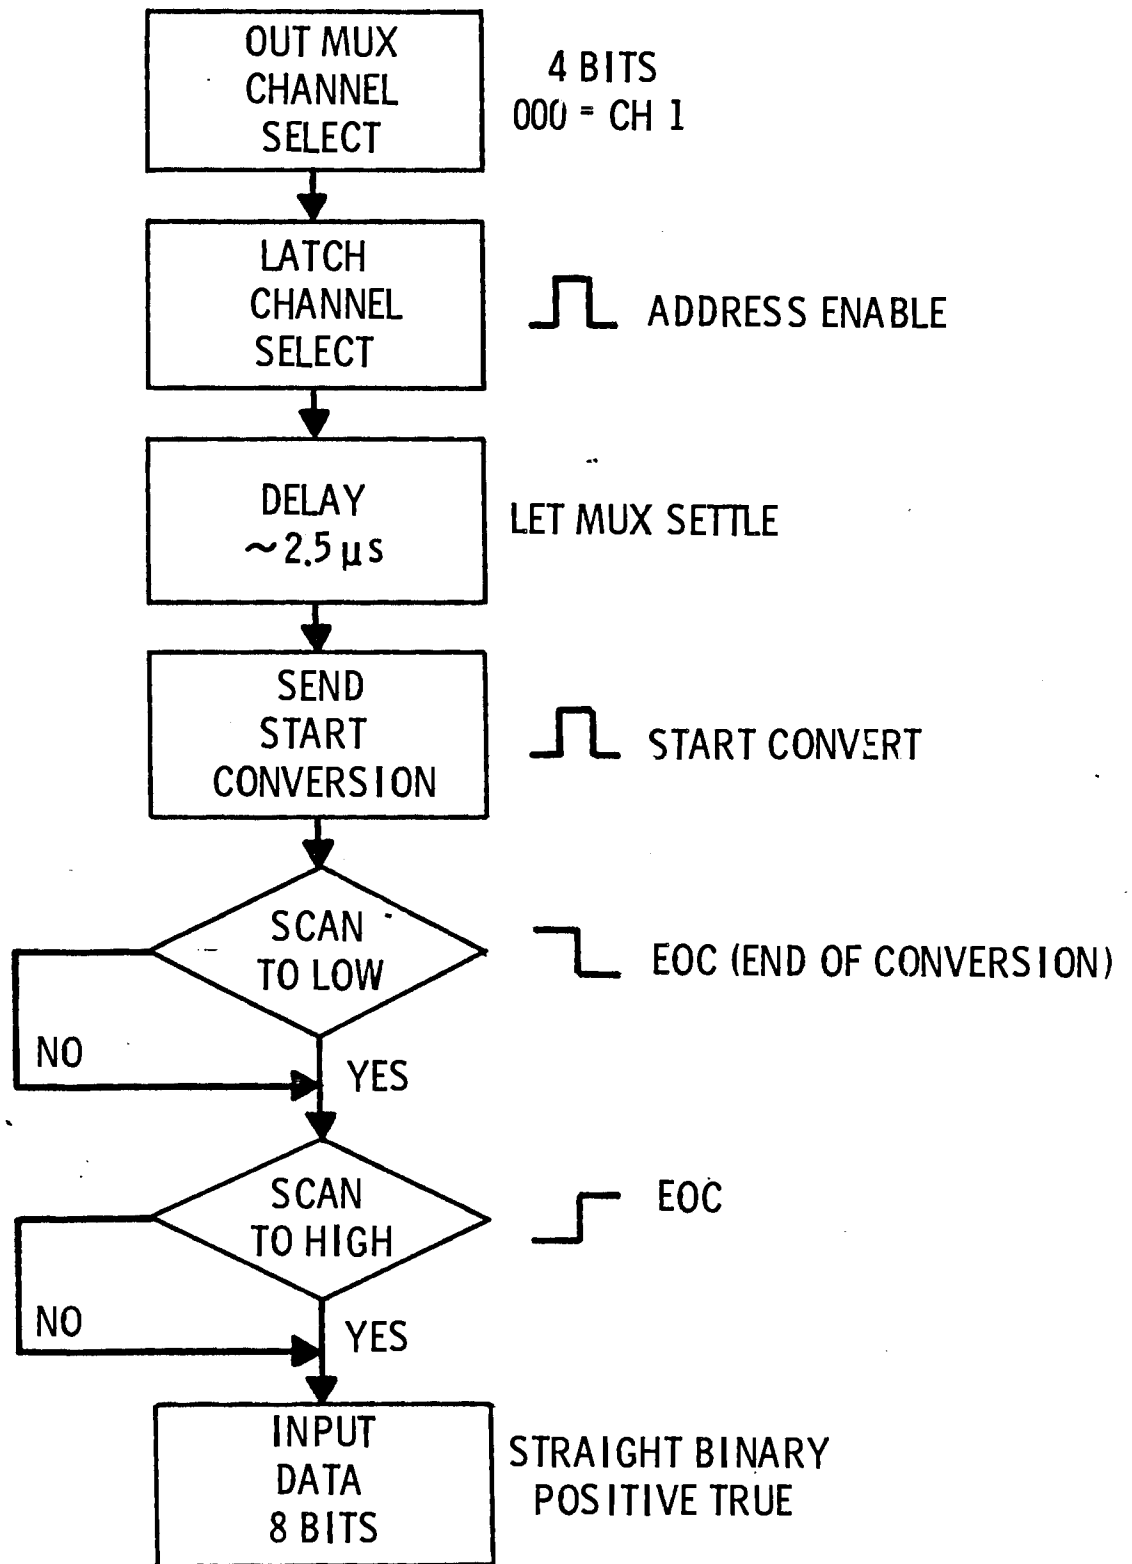 OUT MUX
CHANNEL
SELECT
4 BITS
000 = CH 1
LATCH
CHANNEL
SELECT
ADDRESS ENABLE
DELAY
~2.5 μs
LET MUX SETTLE
SEND
START
CONVERSION
START CONVERT
SCAN
TO LOW
EOC (END OF CONVERSION)
NO
YES
SCAN
TO HIGH
EOC
NO
YES
INPUT
DATA
8 BITS
STRAIGHT BINARY
POSITIVE TRUE